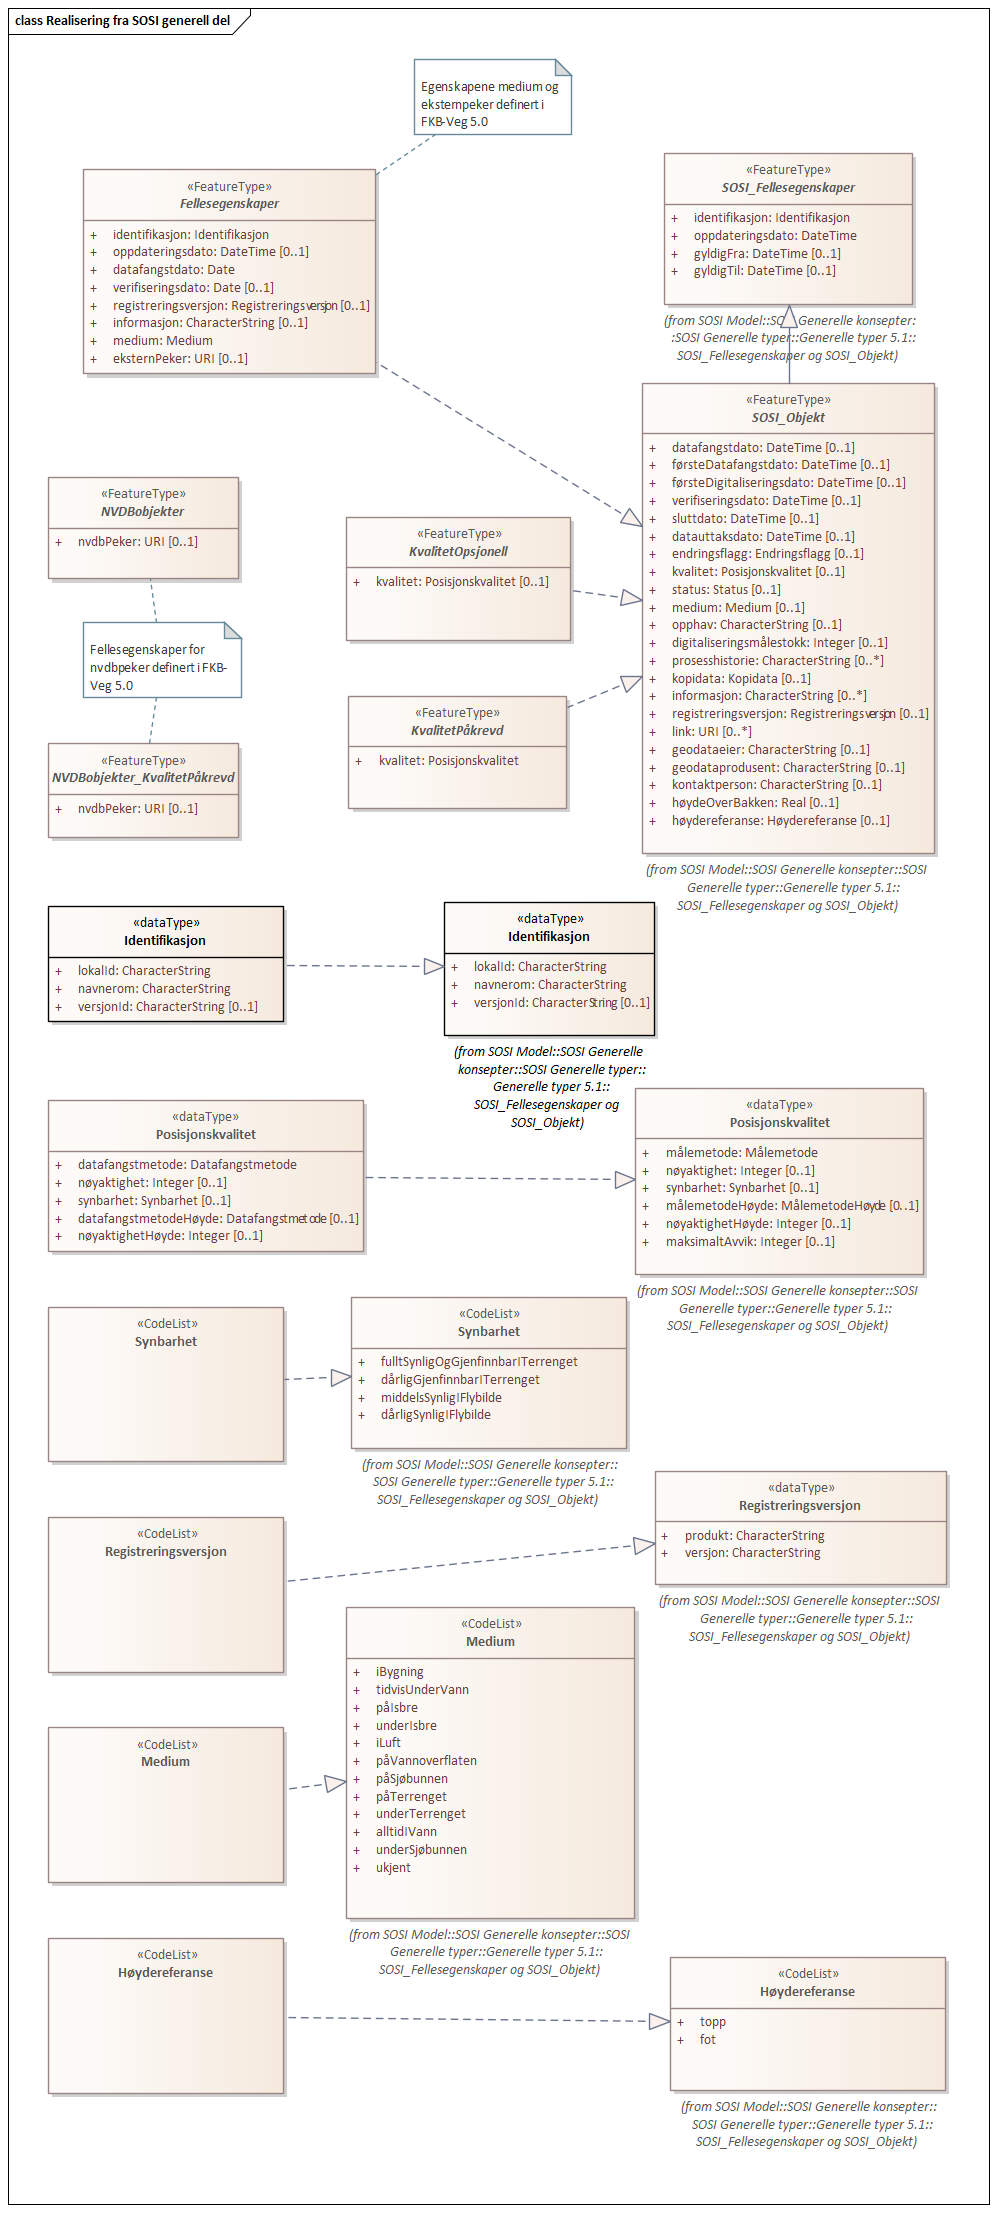 class Realisering fra SOSI generell del
Egenskapene medium og
eksternpeker definert i
FKB-Veg 5.0
«FeatureType»
Fellesegenskaper
+ identifikasjon: Identifikasjon
+ oppdateringsdato: DateTime [0..1]
+ datafangstdato: Date
+ verifiseringsdato: Date [0..1]
+ registreringsversjon: Registreringsversjon [0..1]
+ informasjon: CharacterString [0..1]
+ medium: Medium
+ eksternPeker: URI [0..1]
«FeatureType»
SOSI_Fellesegenskaper
+ identifikasjon: Identifikasjon
+ oppdateringsdato: DateTime
+ gyldigFra: DateTime [0..1]
+ gyldigTil: DateTime [0..1]
(from SOSI Model::SOSI Generelle konsepter:
:SOSI Generelle typer::Generelle typer 5.1::
SOSI_Fellesegenskaper og SOSI_Objekt)
«FeatureType»
SOSI_Objekt
+ datafangstdato: DateTime [0..1]
+ førsteDatafangstdato: DateTime [0..1]
+ førsteDigitaliseringsdato: DateTime [0..1]
+ verifiseringsdato: DateTime [0..1]
+ sluttdato: DateTime [0..1]
+ datauttaksdato: DateTime [0..1]
+ endringsflagg: Endringsflagg [0..1]
+ kvalitet: Posisjonskvalitet [0..1]
+ status: Status [0..1]
+ medium: Medium [0..1]
+ opphav: CharacterString [0..1]
+ digitaliseringsmålestokk: Integer [0..1]
+ prosesshistorie: CharacterString [0..*]
+ kopidata: Kopidata [0..1]
+ informasjon: CharacterString [0..*]
+ registreringsversjon: Registreringsversjon [0..1]
+ link: URI [0..*]
+ geodataeier: CharacterString [0..1]
+ geodataprodusent: CharacterString [0..1]
+ kontaktperson: CharacterString [0..1]
+ høydeOverBakken: Real [0..1]
+ høydereferanse: Høydereferanse [0..1]
(from SOSI Model::SOSI Generelle konsepter::SOSI
Generelle typer::Generelle typer 5.1::
SOSI_Fellesegenskaper og SOSI_Objekt)
«FeatureType»
NVDBobjekter
+ nvdbPeker: URI [0..1]
«FeatureType»
KvalitetOpsjonell
+ kvalitet: Posisjonskvalitet [0..1]
Fellesegenskaper for
nvdbpeker definert i FKB-
Veg 5.0
«FeatureType»
KvalitetPåkrevd
+ kvalitet: Posisjonskvalitet
«FeatureType»
NVDBobjekter_KvalitetPåkrevd
+ nvdbPeker: URI [0..1]
«dataType»
Identifikasjon
+ lokalId: CharacterString
+ navnerom: CharacterString
+ versjonId: CharacterString [0..1]
«dataType»
Identifikasjon
+ lokalId: CharacterString
+ navnerom: CharacterString
+ versjonId: CharacterString [0..1]
(from SOSI Model::SOSI Generelle
konsepter::SOSI Generelle typer::
Generelle typer 5.1::
SOSI_Fellesegenskaper og
SOSI_Objekt)
«dataType»
Posisjonskvalitet
+ datafangstmetode: Datafangstmetode
+ nøyaktighet: Integer [0..1]
+ synbarhet: Synbarhet [0..1]
+ datafangstmetodeHøyde: Datafangstmetode [0..1]
+ nøyaktighetHøyde: Integer [0..1]
«dataType»
Posisjonskvalitet
+ målemetode: Målemetode
+ nøyaktighet: Integer [0..1]
+ synbarhet: Synbarhet [0..1]
+ målemetodeHøyde: MålemetodeHøyde [0..1]
+ nøyaktighetHøyde: Integer [0..1]
+ maksimaltAvvik: Integer [0..1]
(from SOSI Model::SOSI Generelle konsepter::SOSI
Generelle typer::Generelle typer 5.1::
SOSI_Fellesegenskaper og SOSI_Objekt)
«CodeList»
Synbarhet
«CodeList»
Synbarhet
+ fulltSynligOgGjenfinnbarITerrenget
+ dårligGjenfinnbarITerrenget
+ middelsSynligIFlybilde
+ dårligSynligIFlybilde
(from SOSI Model::SOSI Generelle konsepter::
SOSI Generelle typer::Generelle typer 5.1::
SOSI_Fellesegenskaper og SOSI_Objekt)
«CodeList»
Registreringsversjon
«dataType»
Registreringsversjon
+ produkt: CharacterString
+ versjon: CharacterString
(from SOSI Model::SOSI Generelle konsepter::SOSI
Generelle typer::Generelle typer 5.1::
SOSI_Fellesegenskaper og SOSI_Objekt)
«CodeList»
Medium
«CodeList»
Medium
+ iBygning
+ tidvisUnderVann
+ påIsbre
+ underIsbre
+ iLuft
+ påVannoverflaten
+ påSjøbunnen
+ påTerrenget
+ underTerrenget
+ alltidIVann
+ underSjøbunnen
+ ukjent
(from SOSI Model::SOSI Generelle konsepter::SOSI
Generelle typer::Generelle typer 5.1::
SOSI_Fellesegenskaper og SOSI_Objekt)
«CodeList»
Høydereferanse
«CodeList»
Høydereferanse
+ topp
+ fot
(from SOSI Model::SOSI Generelle konsepter::
SOSI Generelle typer::Generelle typer 5.1::
SOSI_Fellesegenskaper og SOSI_Objekt)